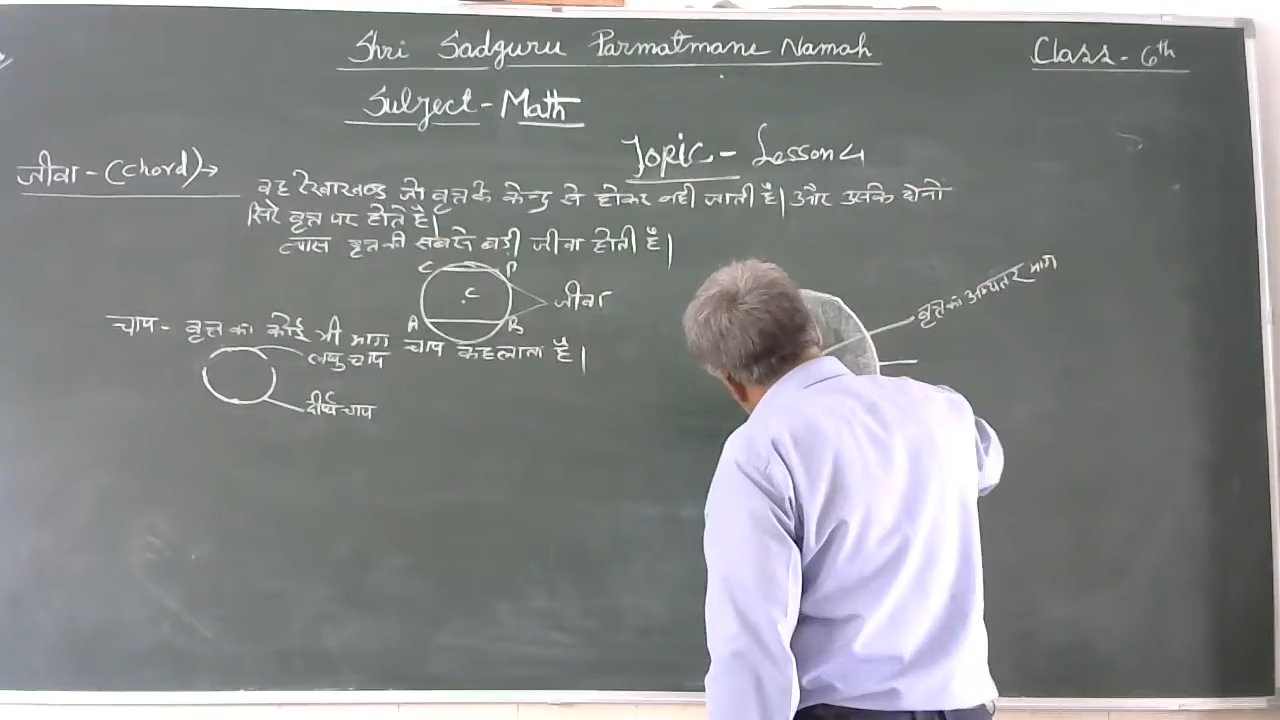 Shri Sadguru Parmatmane Namah
Class - 6th
Subject - Math
Topic - Lesson 4
जीवा - (chord) →
वह रेखाखण्ड जो वृत्त के केन्द्र से होकर नही जाती है। और उसके दोनो
सिरे वृत्त पर होते है।
व्यास वृत्त की सबसे बड़ी जीवा होती है।
C P
C
जीवा
A B
चाप - वृत्त का कोई भी भाग चाप कहलाता है।
लघु चाप
दीर्घ चाप
वृत्त का अभ्यंतर भाग